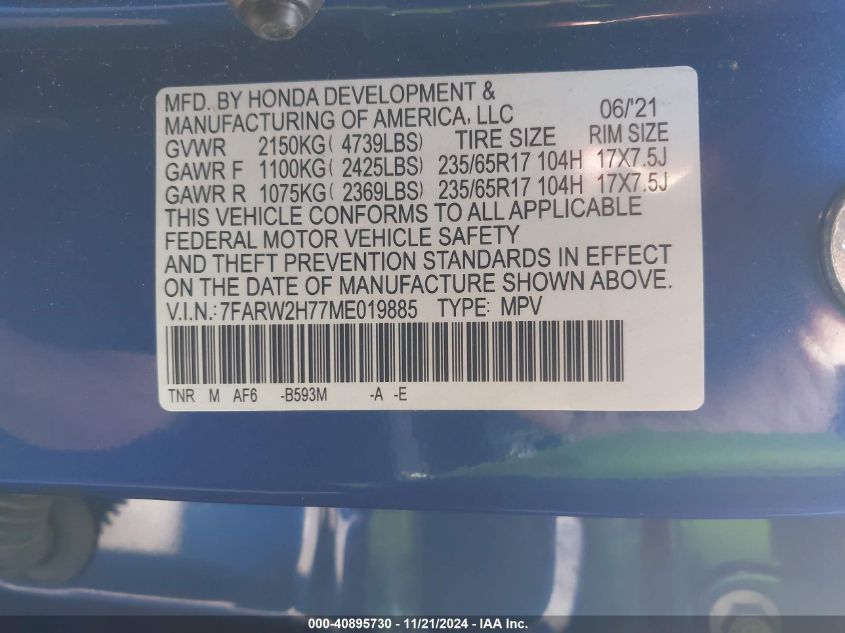 MFD. BY HONDA DEVELOPMENT &
MANUFACTURING OF AMERICA, LLC 06/'21
GVWR 2150KG( 4739LBS) TIRE SIZE RIM SIZE
GAWR F 1100KG( 2425LBS) 235/65R17 104H 17X7.5J
GAWR R 1075KG( 2369LBS) 235/65R17 104H 17X7.5J
THIS VEHICLE CONFORMS TO ALL APPLICABLE
FEDERAL MOTOR VEHICLE SAFETY
AND THEFT PREVENTION STANDARDS IN EFFECT
ON THE DATE OF MANUFACTURE SHOWN ABOVE.
V.I.N.: 7FARW2H77ME019885 TYPE: MPV
TNR M AF6 -B593M -A -E
000-40895730 - 11/21/2024 - IAA Inc.